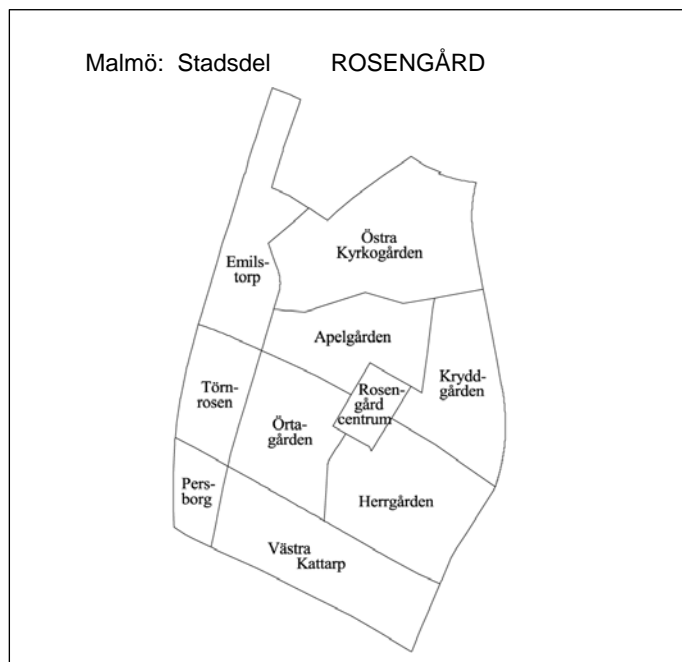 Malmö: Stadsdel ROSENGÅRD
Östra
Kyrkogården
Emils-
torp
Apelgården
Törn-
rosen
Rosen-
gård
centrum
Krydd-
gården
Örta-
gården
Pers-
borg
Herrgården
Västra
Kattarp